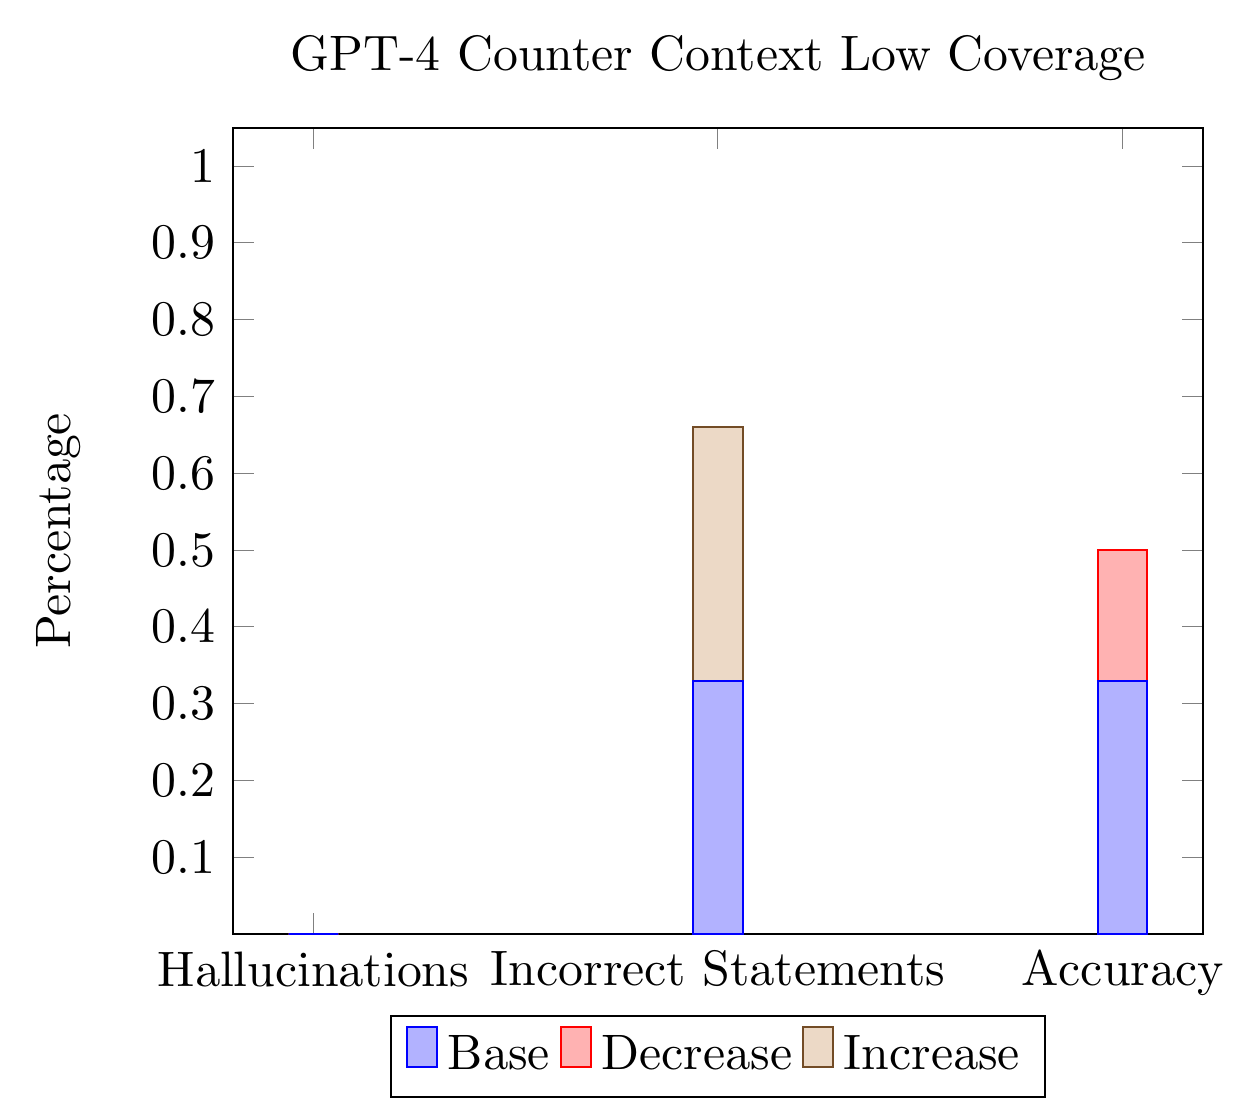 GPT-4 Counter Context Low Coverage
Percentage
1
0.9
0.8
0.7
0.6
0.5
0.4
0.3
0.2
0.1
Hallucinations Incorrect Statements Accuracy
Base Decrease Increase